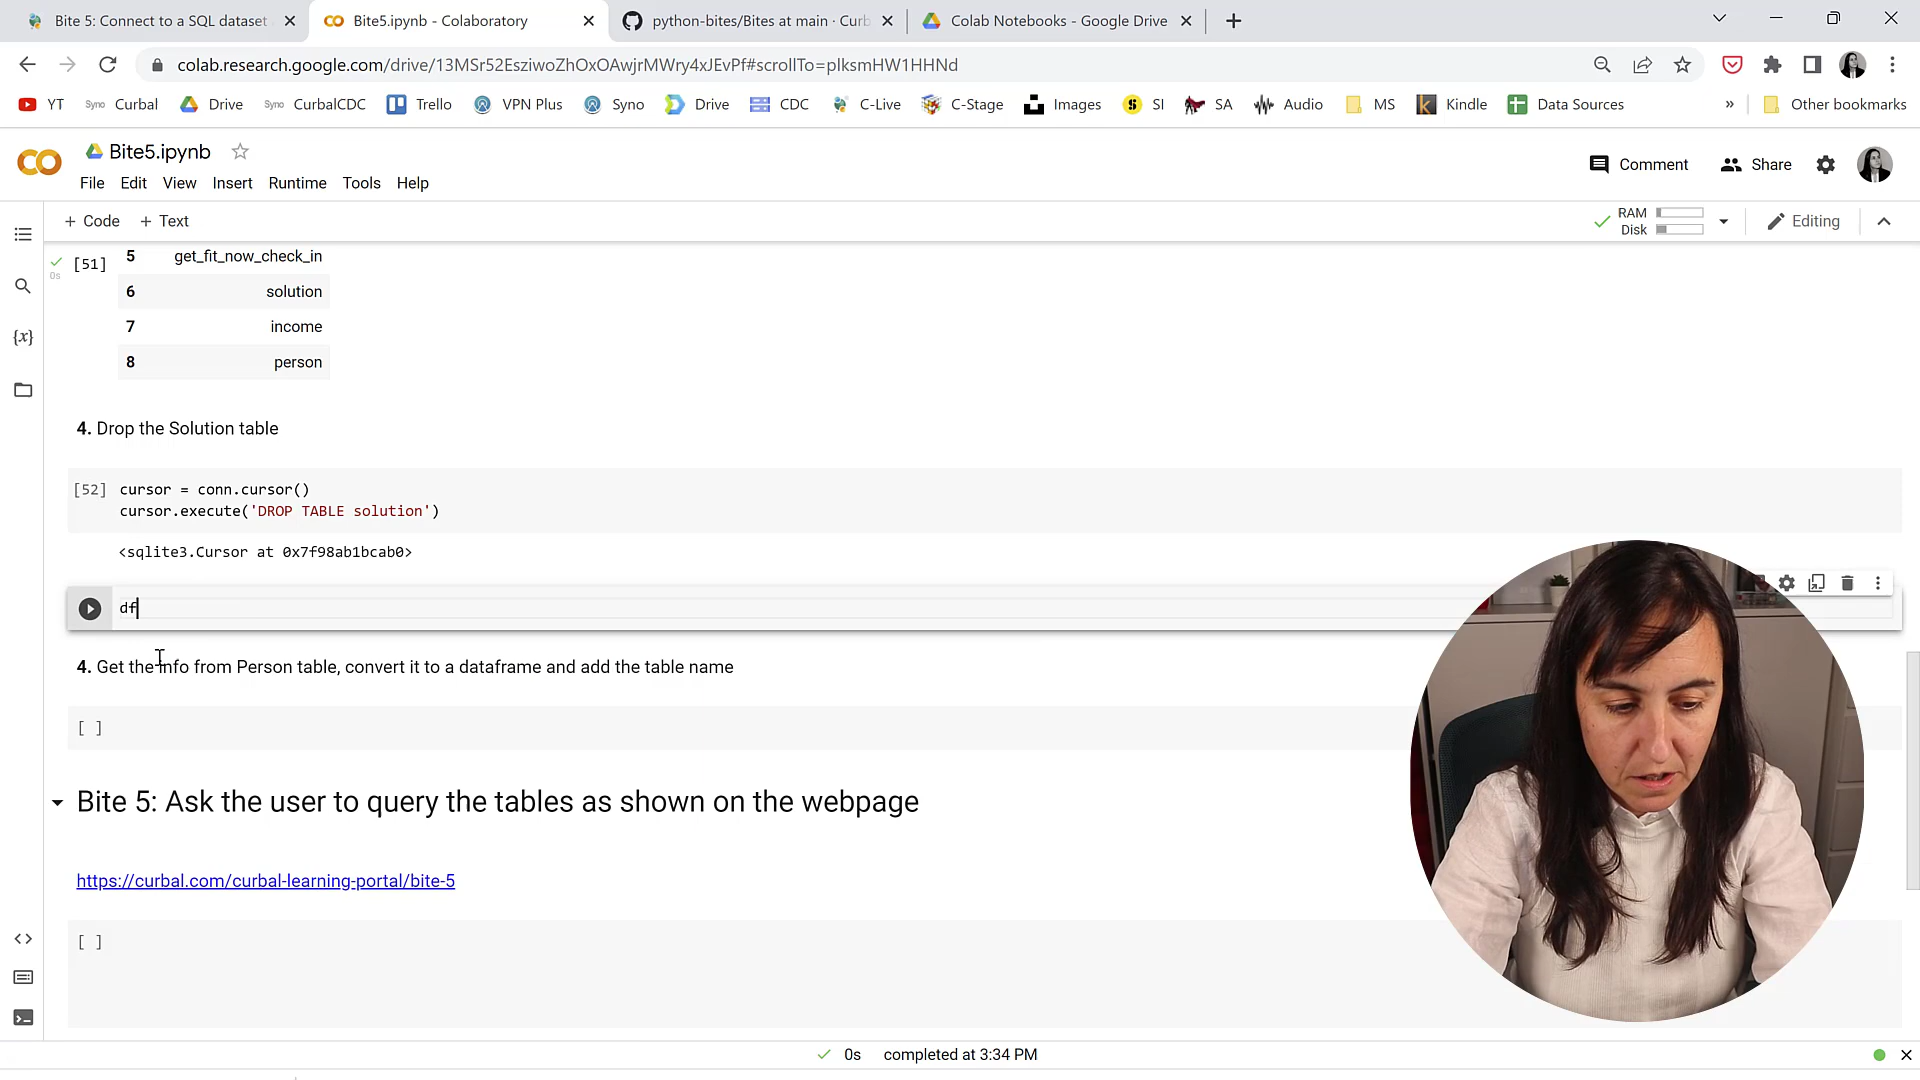 Bite 5: Connect to a SQL dataset
Bite5.ipynb - Colaboratory
python-bites/Bites at main · Curb
Colab Notebooks - Google Drive
colab.research.google.com/drive/13MSr52EsziwoZhOxOAwjrMWry4xJEvPf#scrollTo=plksmHW1HHNd
YT
Syno Curbal
Drive
Syno CurbalCDC
Trello
VPN Plus
Syno
Drive
CDC
C-Live
C-Stage
Images
SI
SA
Audio
MS
Kindle
Data Sources
»
Other bookmarks
CO
Bite5.ipynb
Comment
Share
File Edit View Insert Runtime Tools Help
+ Code + Text
RAM
Disk
Editing
0s
[51]
5 get_fit_now_check_in
6 solution
7 income
8 person
{x}
4. Drop the Solution table
[52] cursor = conn.cursor()
cursor.execute('DROP TABLE solution')
<sqlite3.Cursor at 0x7f98ab1bcab0>
df
4. Get the info from Person table, convert it to a dataframe and add the table name
[ ]
Bite 5: Ask the user to query the tables as shown on the webpage
https://curbal.com/curbal-learning-portal/bite-5
[ ]
0s completed at 3:34 PM